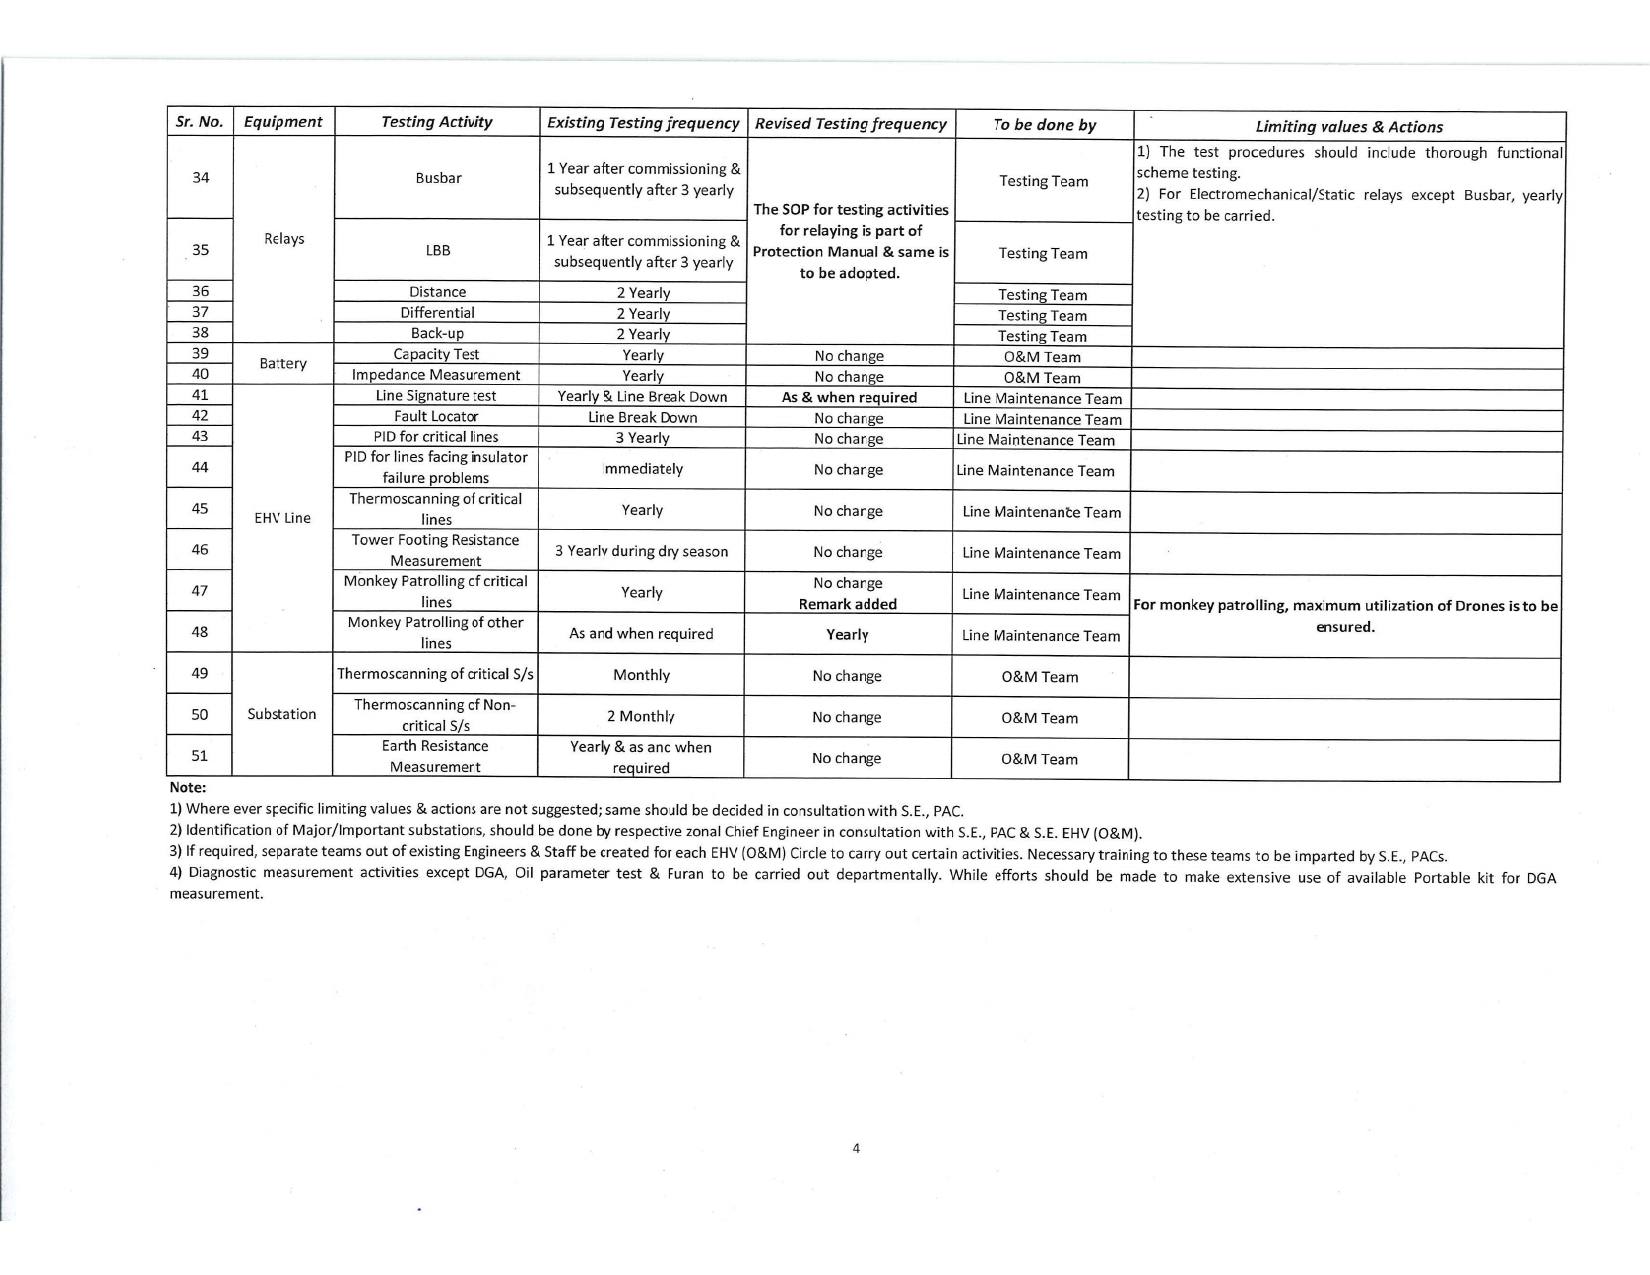 Sr. No. Equipment Testing Activity Existing Testing frequency Revised Testing frequency To be done by Limiting values & Actions
34 Relays Busbar 1 Year after commissioning & subsequently after 3 yearly The SOP for testing activities for relaying is part of Protection Manual & same is to be adopted. Testing Team 1) The test procedures should include thorough functional scheme testing.
2) For Electromechanical/Static relays except Busbar, yearly testing to be carried.
35 LBB 1 Year after commissioning & subsequently after 3 yearly Testing Team
36 Distance 2 Yearly Testing Team
37 Differential 2 Yearly Testing Team
38 Back-up 2 Yearly Testing Team
39 Battery Capacity Test Yearly No change O&M Team
40 Impedance Measurement Yearly No change O&M Team
41 EHV Line Line Signature test Yearly & Line Break Down As & when required Line Maintenance Team
42 Fault Locator Line Break Down No change Line Maintenance Team
43 PID for critical lines 3 Yearly No change Line Maintenance Team
44 PID for lines facing insulator failure problems Immediately No change Line Maintenance Team
45 Thermoscanning of critical lines Yearly No change Line Maintenance Team
46 Tower Footing Resistance Measurement 3 Yearly during dry season No change Line Maintenance Team
47 Monkey Patrolling of critical lines Yearly No change Remark added Line Maintenance Team For monkey patrolling, maximum utilization of Drones is to be ensured.
48 Monkey Patrolling of other lines As and when required Yearly Line Maintenance Team
49 Substation Thermoscanning of critical S/s Monthly No change O&M Team
50 Thermoscanning of Non-critical S/s 2 Monthly No change O&M Team
51 Earth Resistance Measurement Yearly & as and when required No change O&M Team
Note:
1) Where ever specific limiting values & actions are not suggested; same should be decided in consultation with S.E., PAC.
2) Identification of Major/Important substations, should be done by respective zonal Chief Engineer in consultation with S.E., PAC & S.E. EHV (O&M).
3) If required, separate teams out of existing Engineers & Staff be created for each EHV (O&M) Circle to carry out certain activities. Necessary training to these teams to be imparted by S.E., PACs.
4) Diagnostic measurement activities except DGA, Oil parameter test & Furan to be carried out departmentally. While efforts should be made to make extensive use of available Portable kit for DGA
measurement.
4